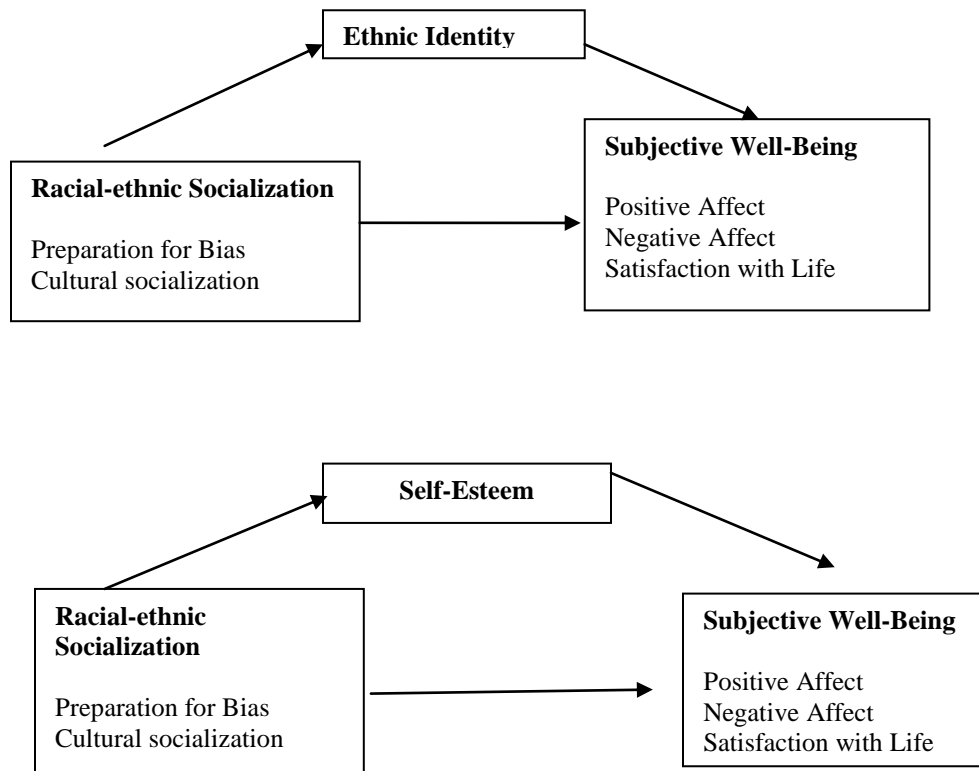 Ethnic Identity
Subjective Well-Being
Positive Affect
Negative Affect
Satisfaction with Life
Racial-ethnic Socialization
Preparation for Bias
Cultural socialization
Self-Esteem
Racial-ethnic
Socialization
Preparation for Bias
Cultural socialization
Subjective Well-Being
Positive Affect
Negative Affect
Satisfaction with Life